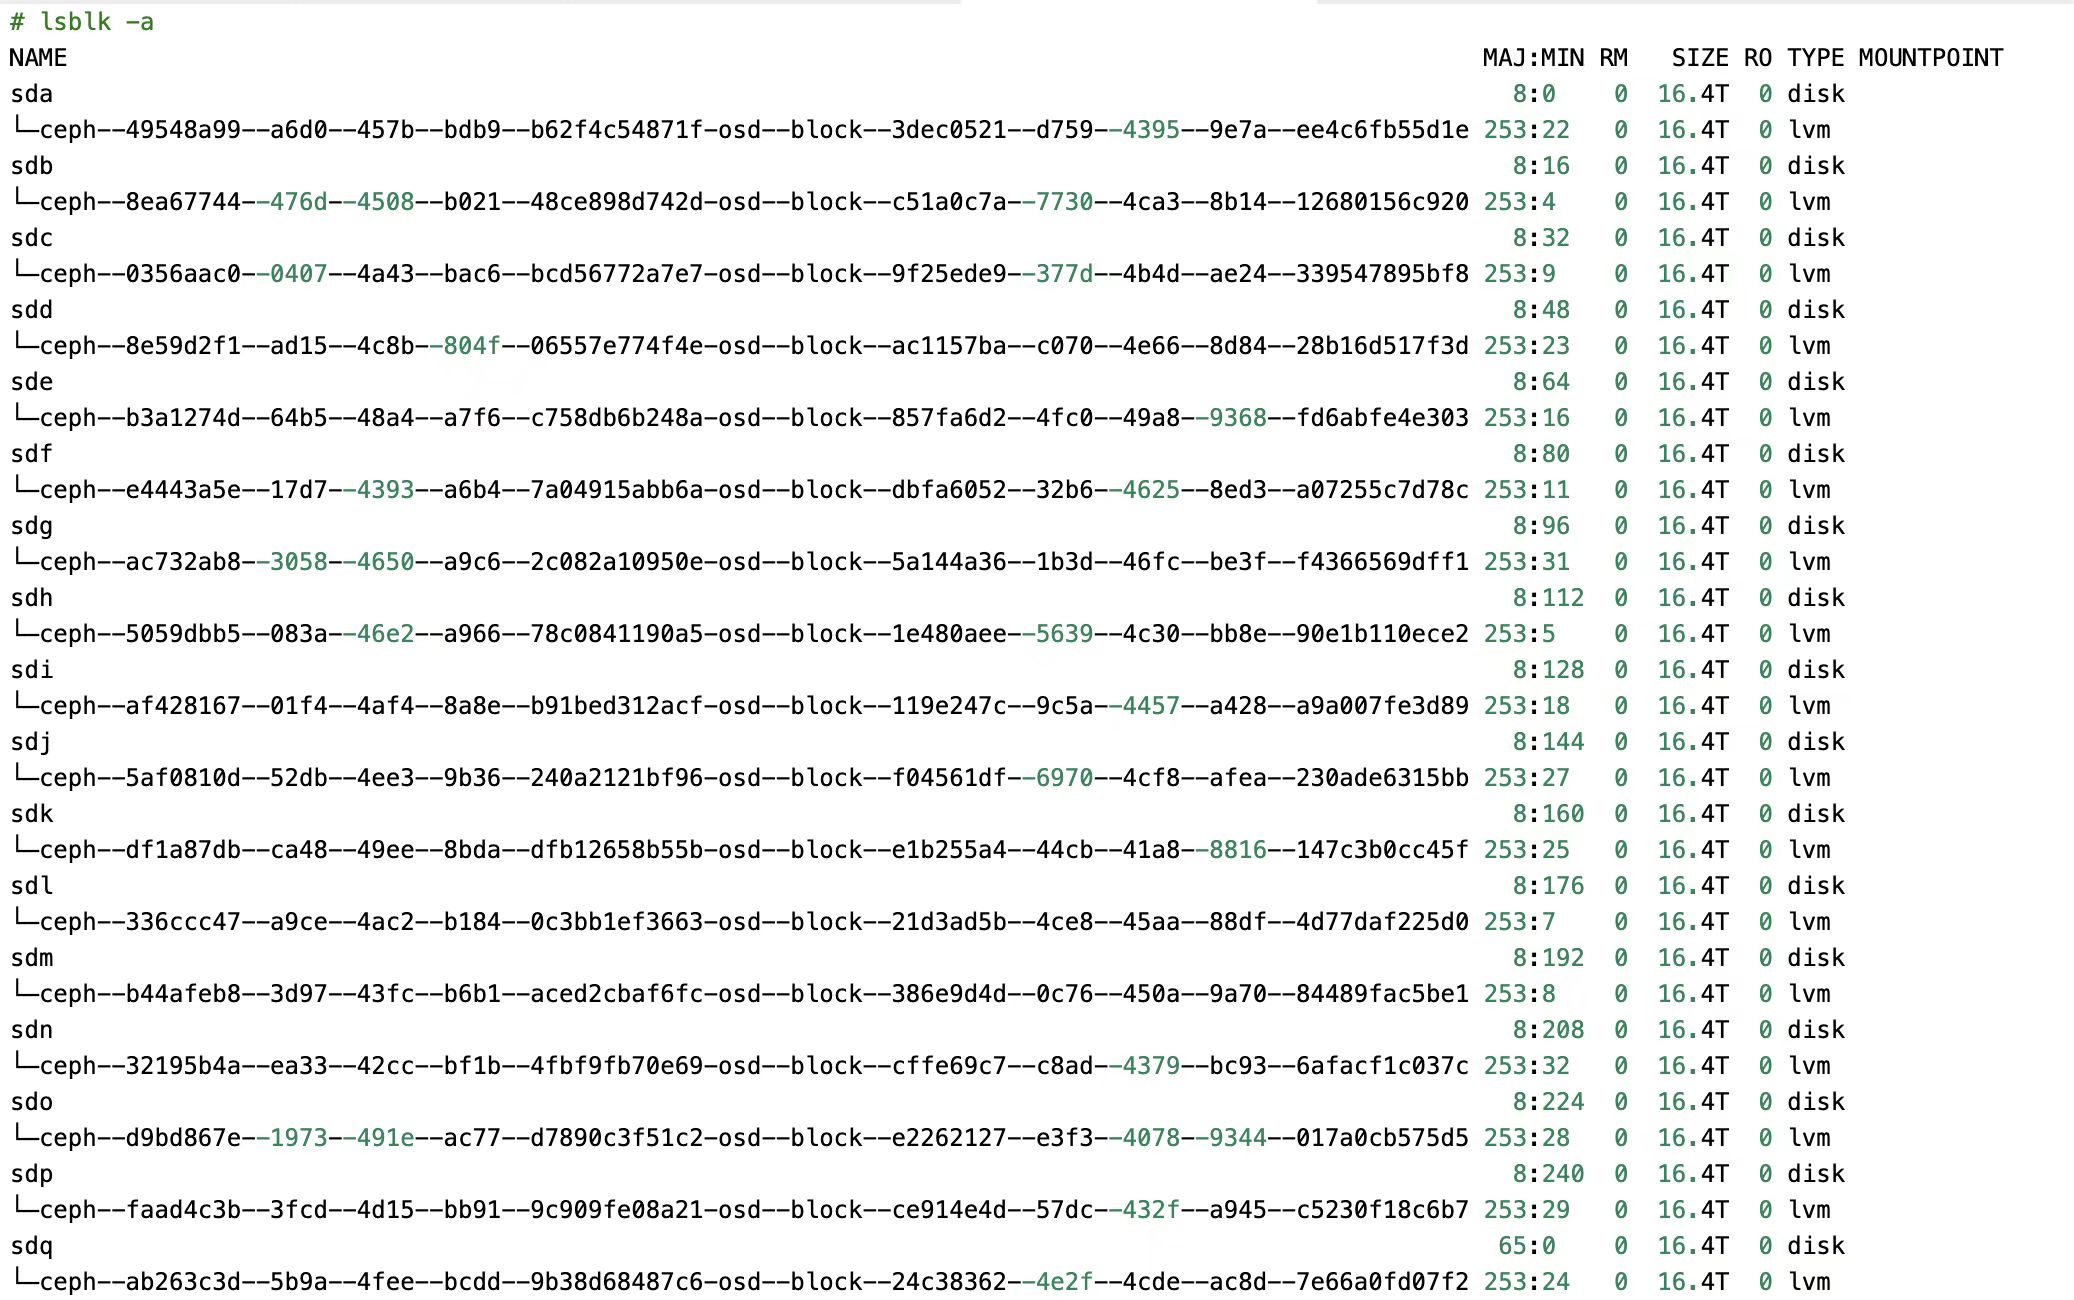 # lsblk -a
NAME MAJ:MIN RM SIZE RO TYPE MOUNTPOINT
sda 8:0 0 16.4T 0 disk
└─ceph--49548a99--a6d0--457b--bdb9--b62f4c54871f-osd--block--3dec0521--d759--4395--9e7a--ee4c6fb55d1e 253:22 0 16.4T 0 lvm
sdb 8:16 0 16.4T 0 disk
└─ceph--8ea67744--476d--4508--b021--48ce898d742d-osd--block--c51a0c7a--7730--4ca3--8b14--12680156c920 253:4 0 16.4T 0 lvm
sdc 8:32 0 16.4T 0 disk
└─ceph--0356aac0--0407--4a43--bac6--bcd56772a7e7-osd--block--9f25ede9--377d--4b4d--ae24--339547895bf8 253:9 0 16.4T 0 lvm
sdd 8:48 0 16.4T 0 disk
└─ceph--8e59d2f1--ad15--4c8b--804f--06557e774f4e-osd--block--ac1157ba--c070--4e66--8d84--28b16d517f3d 253:23 0 16.4T 0 lvm
sde 8:64 0 16.4T 0 disk
└─ceph--b3a1274d--64b5--48a4--a7f6--c758db6b248a-osd--block--857fa6d2--4fc0--49a8--9368--fd6abfe4e303 253:16 0 16.4T 0 lvm
sdf 8:80 0 16.4T 0 disk
└─ceph--e4443a5e--17d7--4393--a6b4--7a04915abb6a-osd--block--dbfa6052--32b6--4625--8ed3--a07255c7d78c 253:11 0 16.4T 0 lvm
sdg 8:96 0 16.4T 0 disk
└─ceph--ac732ab8--3058--4650--a9c6--2c082a10950e-osd--block--5a144a36--1b3d--46fc--be3f--f4366569dff1 253:31 0 16.4T 0 lvm
sdh 8:112 0 16.4T 0 disk
└─ceph--5059dbb5--083a--46e2--a966--78c0841190a5-osd--block--1e480aee--5639--4c30--bb8e--90e1b110ece2 253:5 0 16.4T 0 lvm
sdi 8:128 0 16.4T 0 disk
└─ceph--af428167--01f4--4af4--8a8e--b91bed312acf-osd--block--119e247c--9c5a--4457--a428--a9a007fe3d89 253:18 0 16.4T 0 lvm
sdj 8:144 0 16.4T 0 disk
└─ceph--5af0810d--52db--4ee3--9b36--240a2121bf96-osd--block--f04561df--6970--4cf8--afea--230ade6315bb 253:27 0 16.4T 0 lvm
sdk 8:160 0 16.4T 0 disk
└─ceph--df1a87db--ca48--49ee--8bda--dfb12658b55b-osd--block--e1b255a4--44cb--41a8--8816--147c3b0cc45f 253:25 0 16.4T 0 lvm
sdl 8:176 0 16.4T 0 disk
└─ceph--336ccc47--a9ce--4ac2--b184--0c3bb1ef3663-osd--block--21d3ad5b--4ce8--45aa--88df--4d77daf225d0 253:7 0 16.4T 0 lvm
sdm 8:192 0 16.4T 0 disk
└─ceph--b44afeb8--3d97--43fc--b6b1--aced2cbaf6fc-osd--block--386e9d4d--0c76--450a--9a70--84489fac5be1 253:8 0 16.4T 0 lvm
sdn 8:208 0 16.4T 0 disk
└─ceph--32195b4a--ea33--42cc--bf1b--4fbf9fb70e69-osd--block--cffe69c7--c8ad--4379--bc93--6afacf1c037c 253:32 0 16.4T 0 lvm
sdo 8:224 0 16.4T 0 disk
└─ceph--d9bd867e--1973--491e--ac77--d7890c3f51c2-osd--block--e2262127--e3f3--4078--9344--017a0cb575d5 253:28 0 16.4T 0 lvm
sdp 8:240 0 16.4T 0 disk
└─ceph--faad4c3b--3fcd--4d15--bb91--9c909fe08a21-osd--block--ce914e4d--57dc--432f--a945--c5230f18c6b7 253:29 0 16.4T 0 lvm
sdq 65:0 0 16.4T 0 disk
└─ceph--ab263c3d--5b9a--4fee--bcdd--9b38d68487c6-osd--block--24c38362--4e2f--4cde--ac8d--7e66a0fd07f2 253:24 0 16.4T 0 lvm